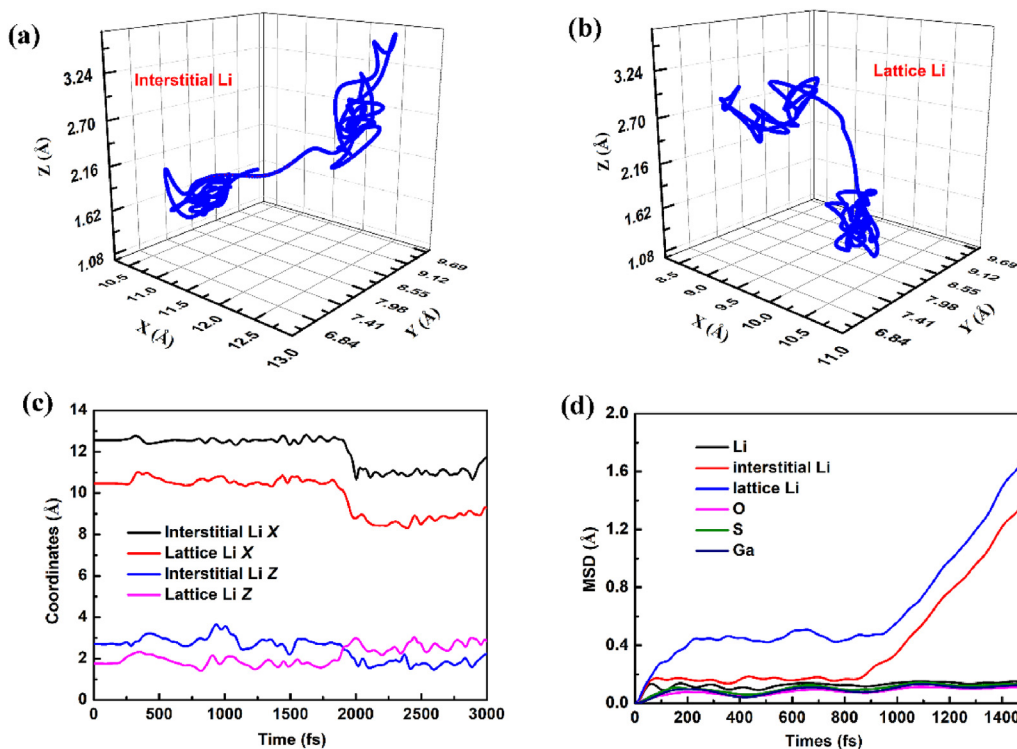 (a)
Interstitial Li
Z (Å)
3.24
2.70
2.16
1.62
1.08
10.5
11.0
11.5
12.0
12.5
13.0
X (Å)
6.84
7.41
7.98
8.55
9.12
9.69
Y (Å)
(b)
Lattice Li
Z (Å)
3.24
2.70
2.16
1.62
1.08
8.5
9.0
9.5
10.0
10.5
11.0
X (Å)
6.84
7.41
7.98
8.55
9.12
9.69
Y (Å)
(c)
Coordinates (Å)
14
12
10
8
6
4
2
0
Interstitial Li X
Lattice Li X
Interstitial Li Z
Lattice Li Z
0 500 1000 1500 2000 2500 3000
Time (fs)
(d)
MSD (Å)
2.0
1.6
1.2
0.8
0.4
0.0
Li
interstitial Li
lattice Li
O
S
Ga
0 200 400 600 800 1000 1200 1400
Times (fs)